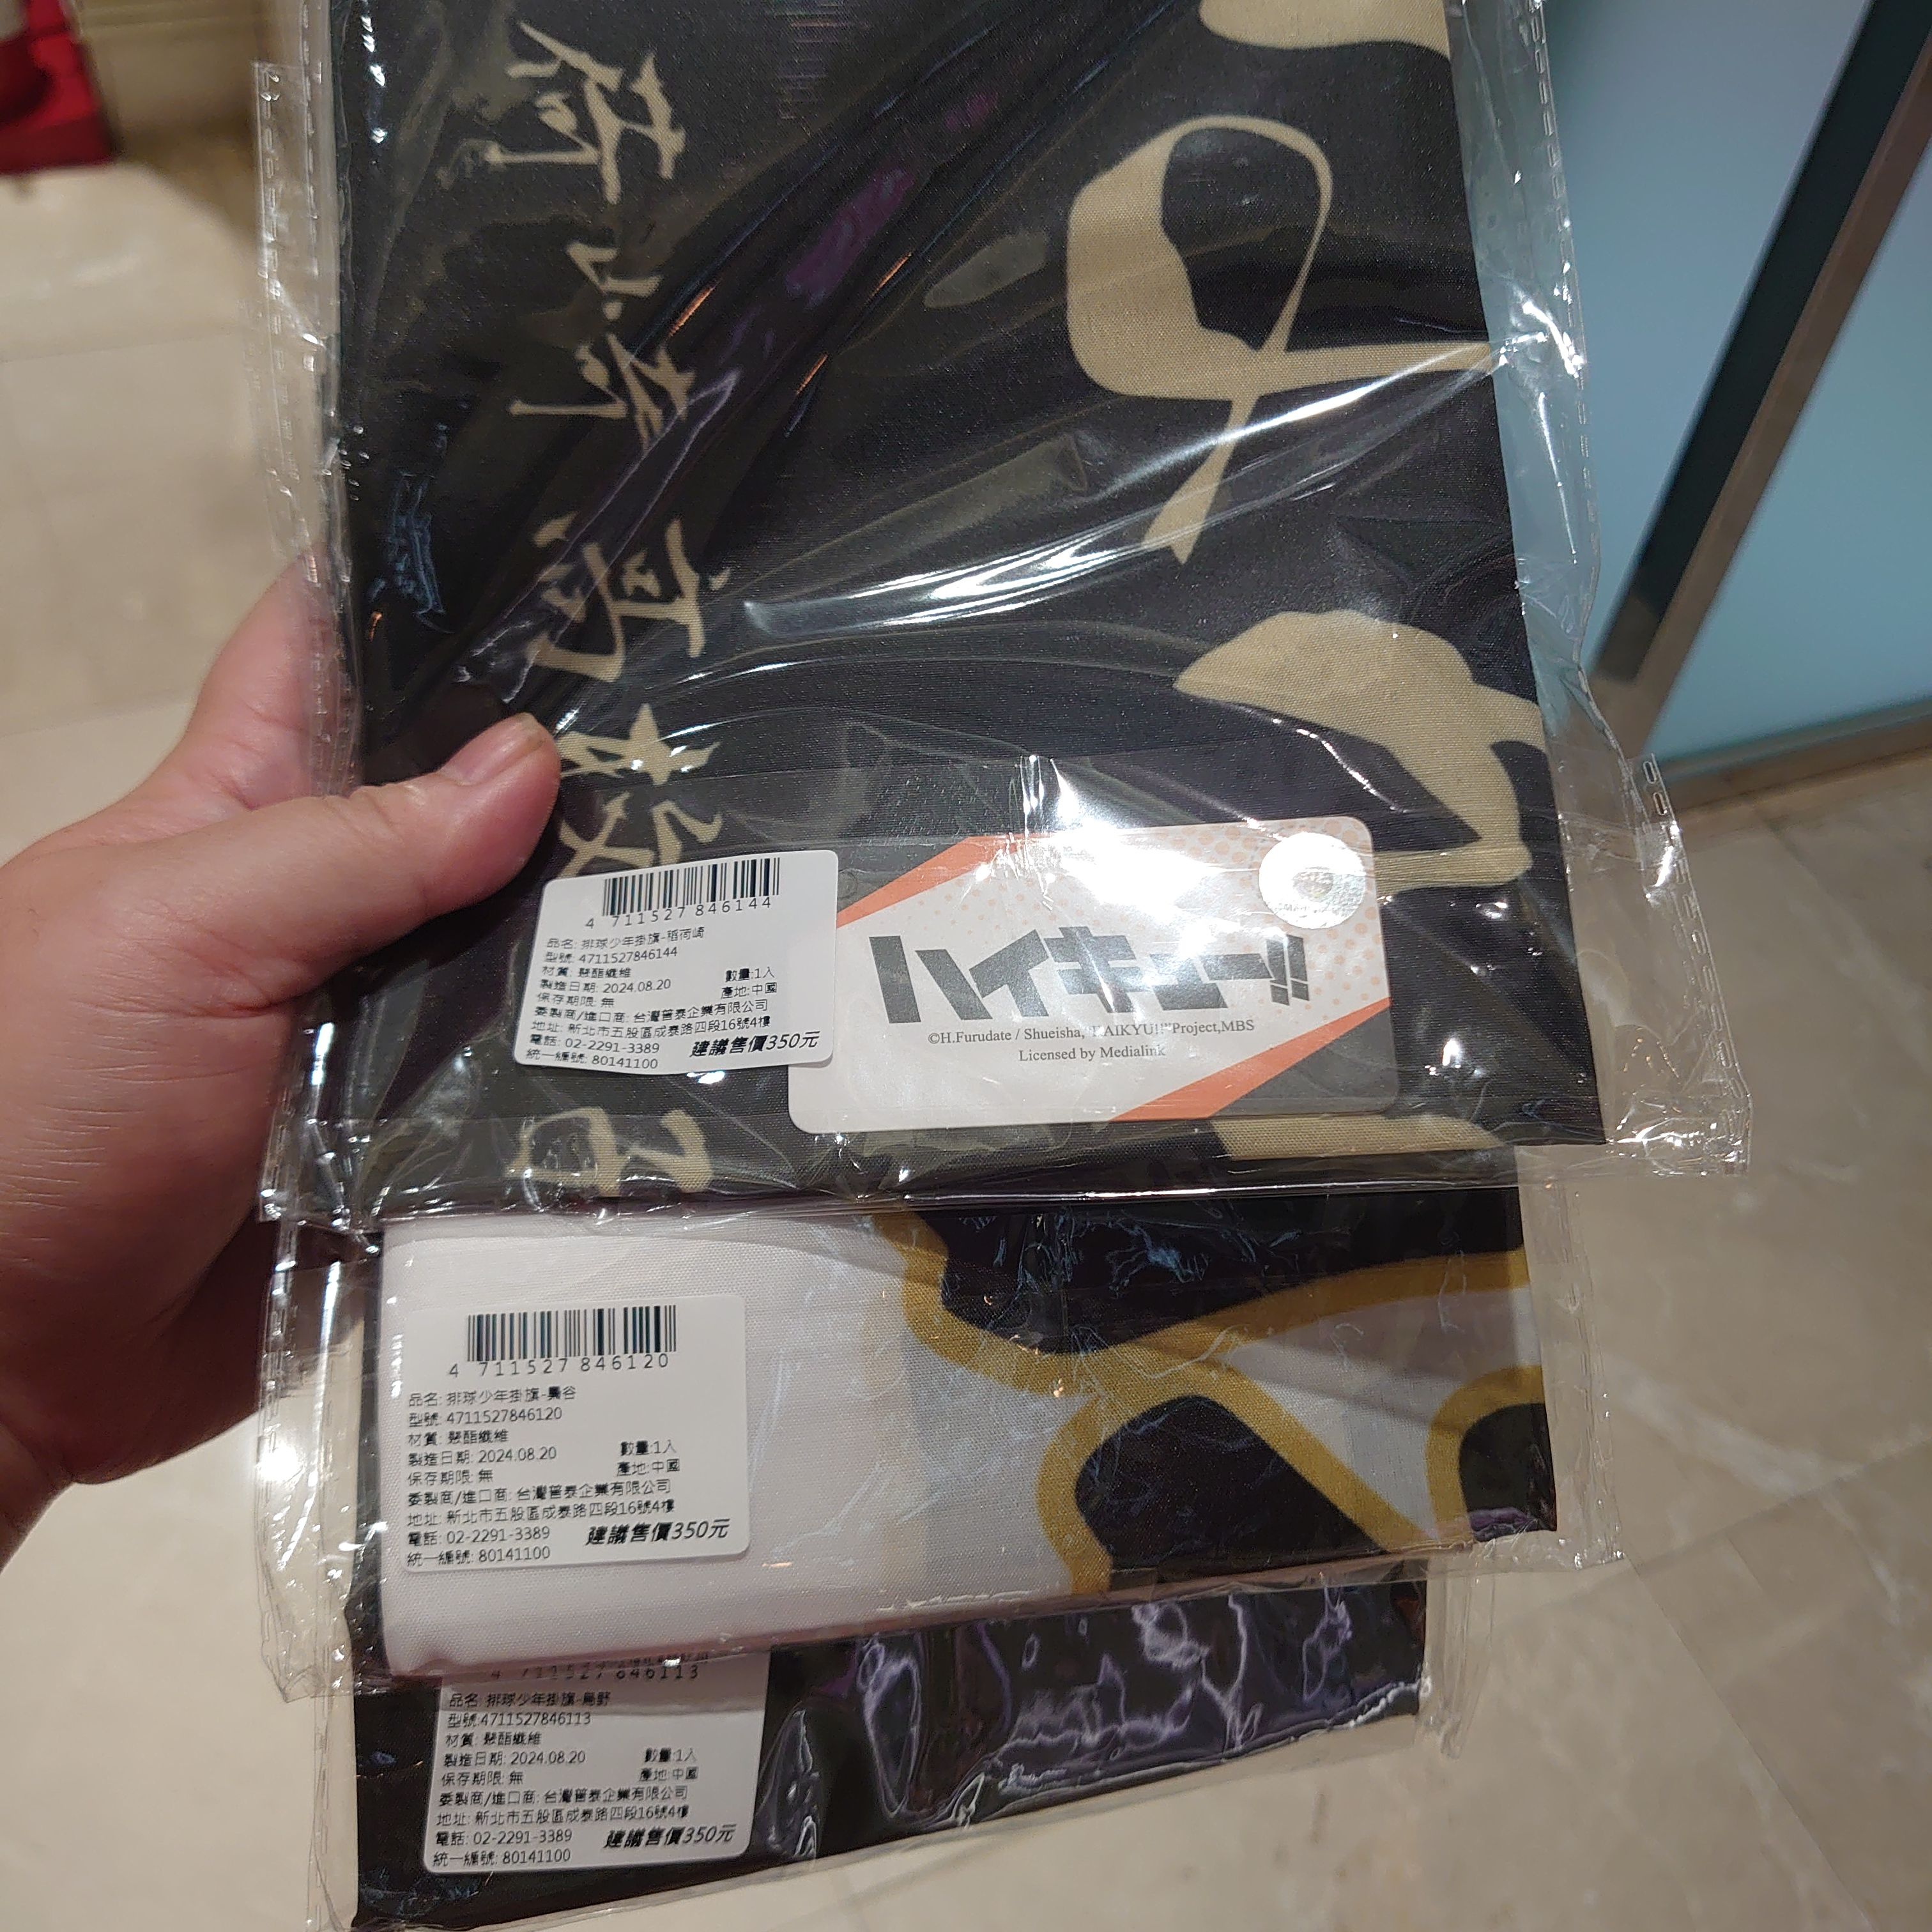 荷崎高校
4 711527 846144
品名: 排球少年掛旗-稻荷崎
型號: 4711527846144
材質: 聚酯纖維
數量:1入
製造日期: 2024.08.20
產地:中國
保存期限: 無
委製商/進口商: 台灣普泰企業有限公司
地址: 新北市五股區成泰路四段16號4樓
電話: 02-2291-3389
建議售價350元
統一編號: 80141100
ハイキュー!!
©H.Furudate / Shueisha,"HAIKYU!!"Project,MBS
Licensed by Medialink
4 711527 846120
品名: 排球少年掛旗-梟谷
型號: 4711527846120
材質: 聚酯纖維
數量:1入
製造日期: 2024.08.20
產地:中國
保存期限: 無
委製商/進口商: 台灣普泰企業有限公司
地址: 新北市五股區成泰路四段16號4樓
電話: 02-2291-3389
建議售價350元
統一編號: 80141100
4 711527 846113
品名: 排球少年掛旗-烏野
型號:4711527846113
材質: 聚酯纖維
數量:1入
製造日期: 2024.08.20
產地:中國
保存期限: 無
委製商/進口商: 台灣普泰企業有限公司
地址: 新北市五股區成泰路四段16號4樓
電話: 02-2291-3389
建議售價350元
統一編號: 80141100